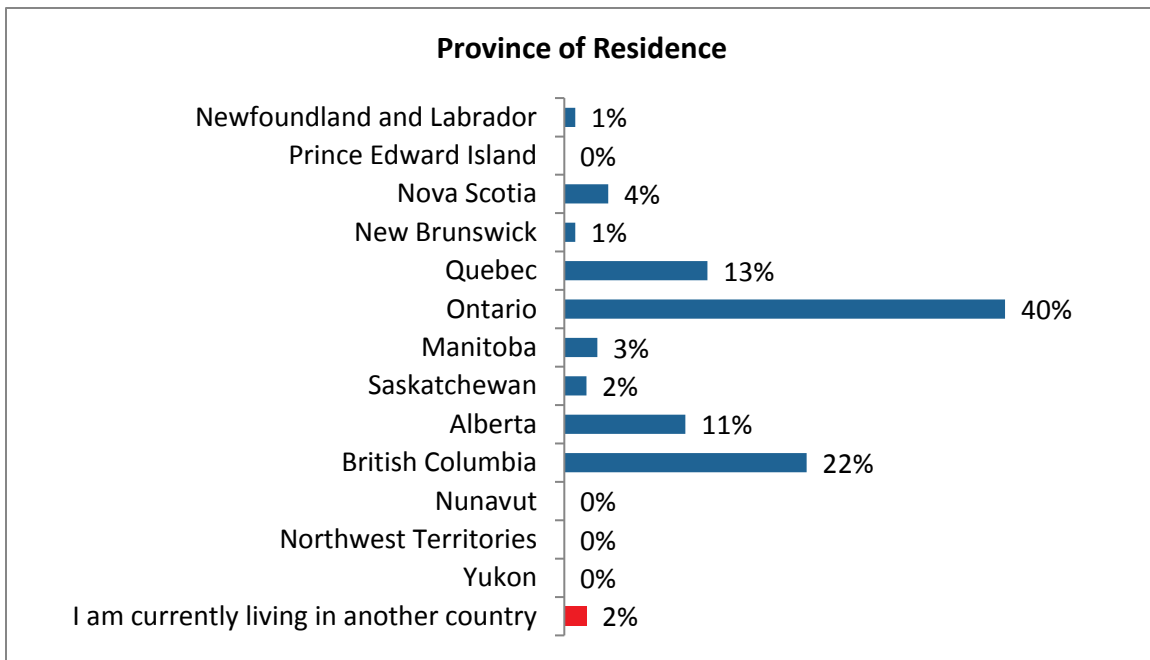 Province of Residence
Newfoundland and Labrador 1%
Prince Edward Island 0%
Nova Scotia 4%
New Brunswick 1%
Quebec 13%
Ontario 40%
Manitoba 3%
Saskatchewan 2%
Alberta 11%
British Columbia 22%
Nunavut 0%
Northwest Territories 0%
Yukon 0%
I am currently living in another country 2%